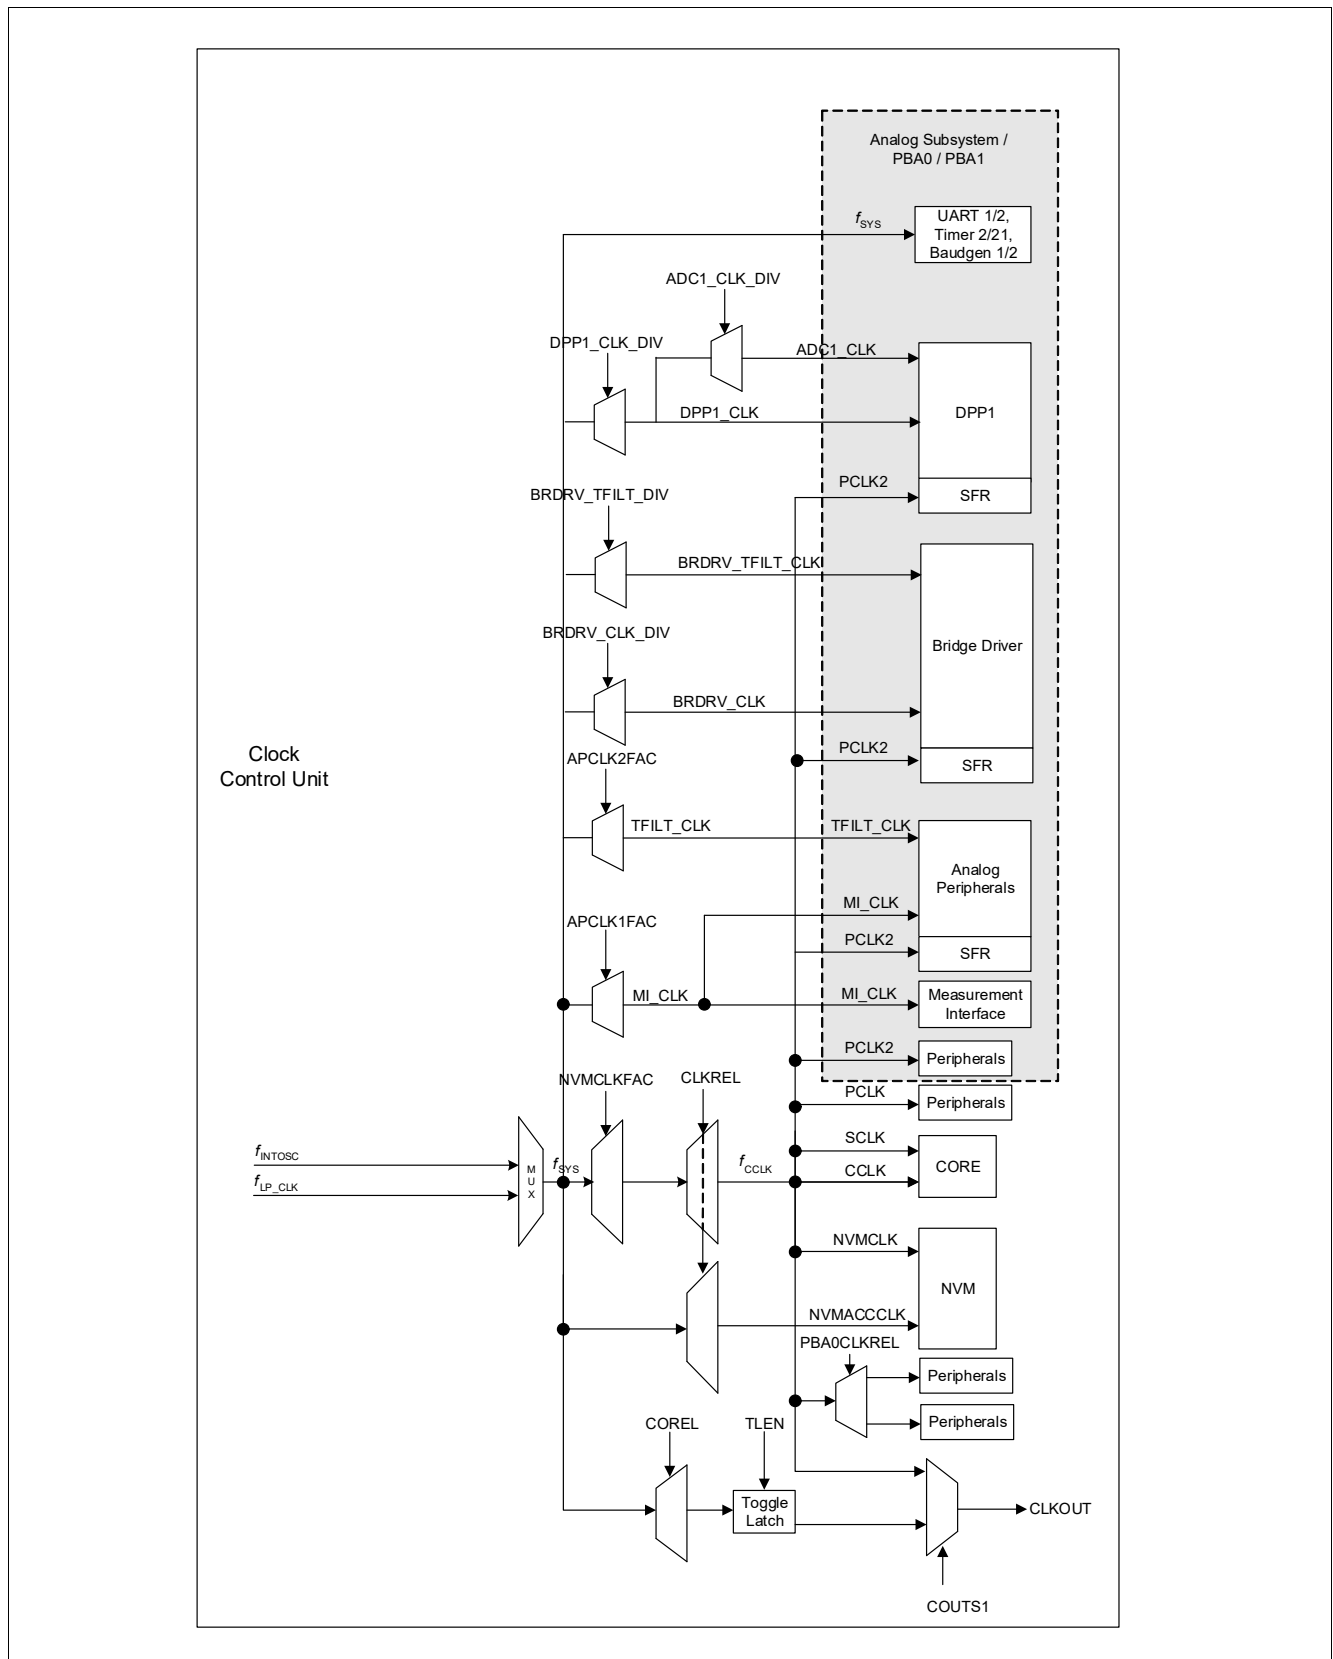 Analog Subsystem /
PBA0 / PBA1
fSYS
UART 1/2,
Timer 2/21,
Baudgen 1/2
ADC1_CLK_DIV
DPP1_CLK_DIV
ADC1_CLK
DPP1_CLK
DPP1
PCLK2
SFR
BRDRV_TFILT_DIV
BRDRV_TFILT_CLK
BRDRV_CLK_DIV
Bridge Driver
BRDRV_CLK
PCLK2
SFR
Clock
Control Unit
APCLK2FAC
TFILT_CLK
TFILT_CLK
Analog
Peripherals
MI_CLK
APCLK1FAC
PCLK2
SFR
MI_CLK
MI_CLK
Measurement
Interface
PCLK2
Peripherals
NVMCLKFAC
CLKREL
PCLK
Peripherals
fINTOSC
fLP_CLK
MUX
fSYS
fCCLK
SCLK
CCLK
CORE
NVMCLK
NVM
NVMACCCLK
PBA0CLKREL
Peripherals
Peripherals
COREL
TLEN
Toggle
Latch
CLKOUT
COUTS1